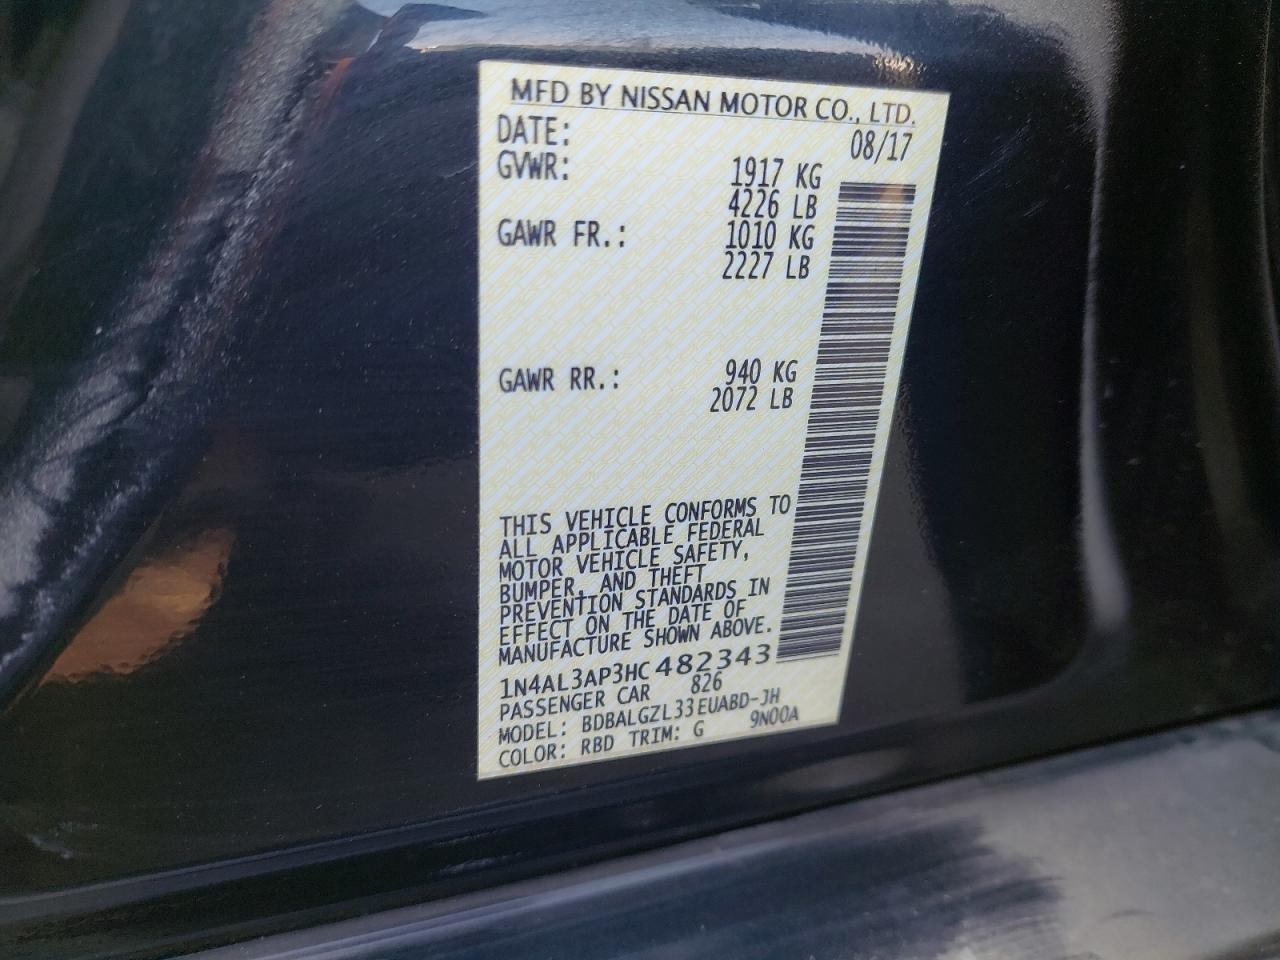 MFD BY NISSAN MOTOR CO., LTD.
DATE: 08/17
GVWR: 1917 KG
4226 LB
GAWR FR.: 1010 KG
2227 LB
GAWR RR.: 940 KG
2072 LB
THIS VEHICLE CONFORMS TO
ALL APPLICABLE FEDERAL
MOTOR VEHICLE SAFETY,
BUMPER, AND THEFT
PREVENTION STANDARDS IN
EFFECT ON THE DATE OF
MANUFACTURE SHOWN ABOVE.
1N4AL3AP3HC482343
PASSENGER CAR 826
MODEL: BDBALGZL33EUABD-JH
COLOR: RBD TRIM: G 9N00A